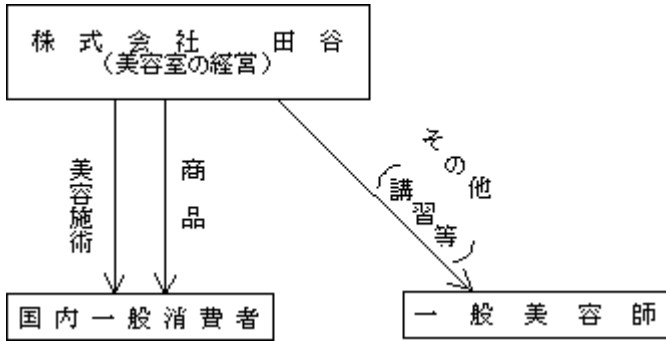 株式会社 田谷
（美容室の経営）
美容施術
商品
その他
（講習等）
国内一般消費者
一般美容師